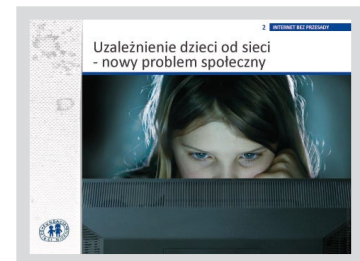 2 INTERNET BEZ PRZESADY
Uzależnienie dzieci od sieci
- nowy problem społeczny